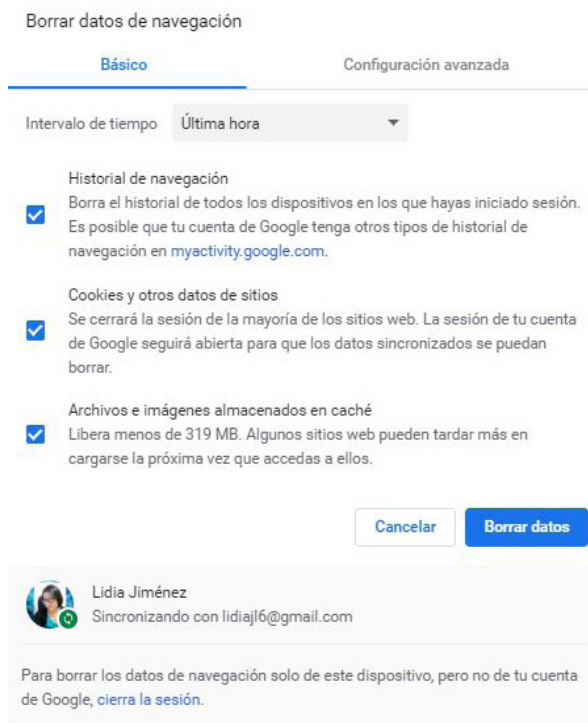 Borrar datos de navegación
Básico
Configuración avanzada
Intervalo de tiempo
Última hora
Historial de navegación
Borra el historial de todos los dispositivos en los que hayas iniciado sesión.
Es posible que tu cuenta de Google tenga otros tipos de historial de
navegación en myactivity.google.com.
Cookies y otros datos de sitios
Se cerrará la sesión de la mayoría de los sitios web. La sesión de tu cuenta
de Google seguirá abierta para que los datos sincronizados se puedan
borrar.
Archivos e imágenes almacenados en caché
Libera menos de 319 MB. Algunos sitios web pueden tardar más en
cargarse la próxima vez que accedas a ellos.
Cancelar
Borrar datos
Lidia Jiménez
Sincronizando con lidiajl6@gmail.com
Para borrar los datos de navegación solo de este dispositivo, pero no de tu cuenta
de Google, cierra la sesión.